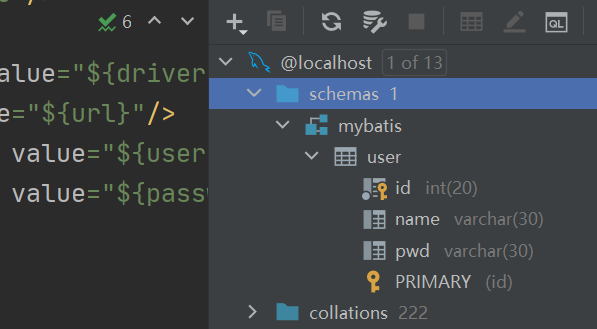 6
QL
@localhost 1 of 13
value="${driver
schemas 1
e="${url}"/>
mybatis
value="${user
user
value="${passw
id int(20)
name varchar(30)
pwd varchar(30)
PRIMARY (id)
collations 222